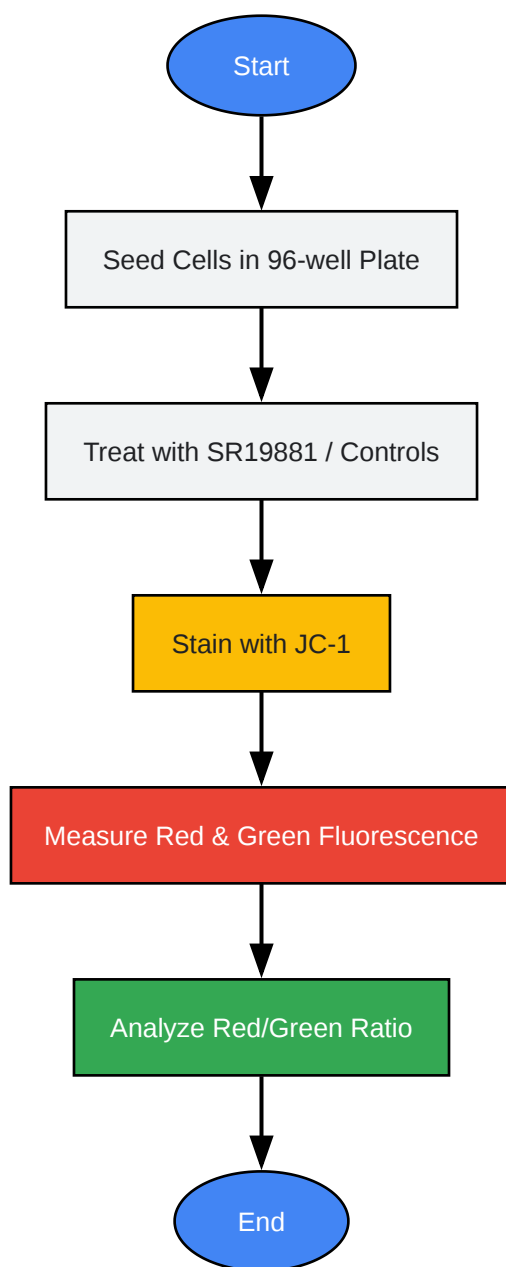 Start
Seed Cells in 96-well Plate
Treat with SR19881 / Controls
Stain with JC-1
Measure Red & Green Fluorescence
Analyze Red/Green Ratio
End